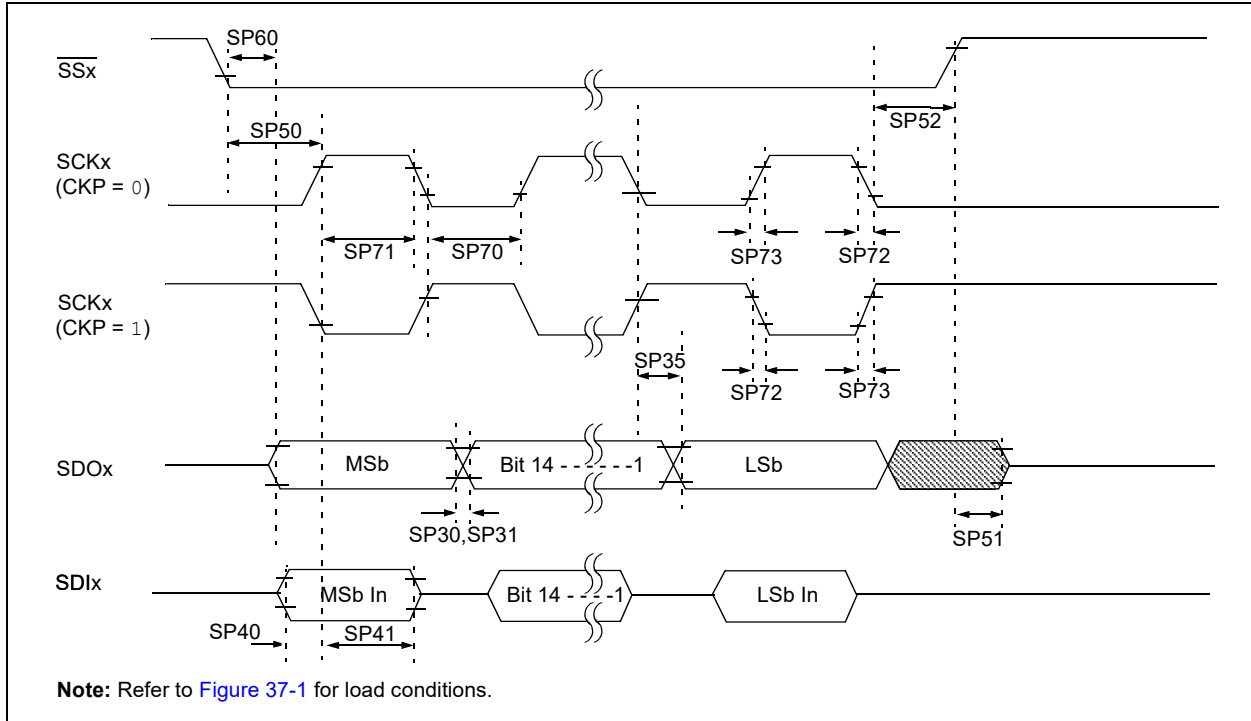 SP60
SSx
SP50
SP52
SCKx
(CKP = 0)
SP71
SP70
SP73
SP72
SCKx
(CKP = 1)
SP35
SP72
SP73
SDOx
MSb
Bit 14 - - - - - -1
LSb
SP30,SP31
SP51
SDIx
MSb In
Bit 14 - - - -1
LSb In
SP40
SP41
Note: Refer to Figure 37-1 for load conditions.